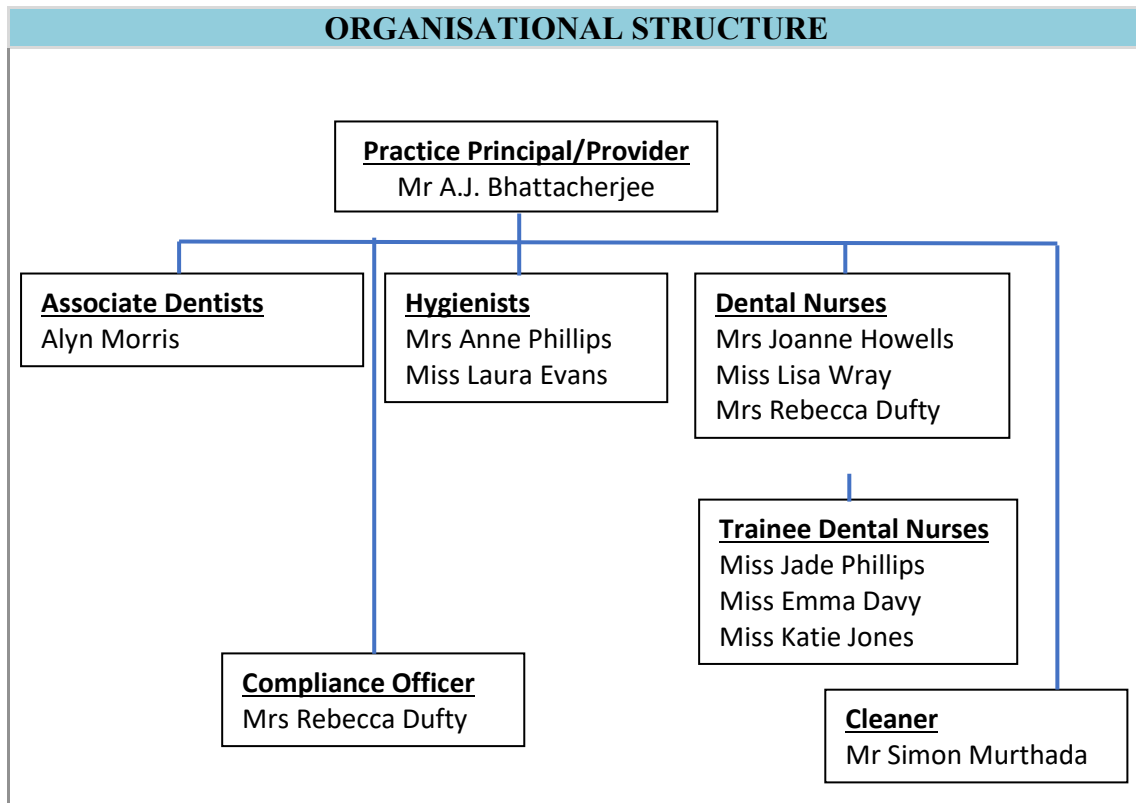 ORGANISATIONAL STRUCTURE
Practice Principal/Provider
Mr A.J. Bhattacherjee
Associate Dentists
Alyn Morris
Hygienists
Mrs Anne Phillips
Miss Laura Evans
Dental Nurses
Mrs Joanne Howells
Miss Lisa Wray
Mrs Rebecca Dufty
Trainee Dental Nurses
Miss Jade Phillips
Miss Emma Davy
Miss Katie Jones
Compliance Officer
Mrs Rebecca Dufty
Cleaner
Mr Simon Murthada